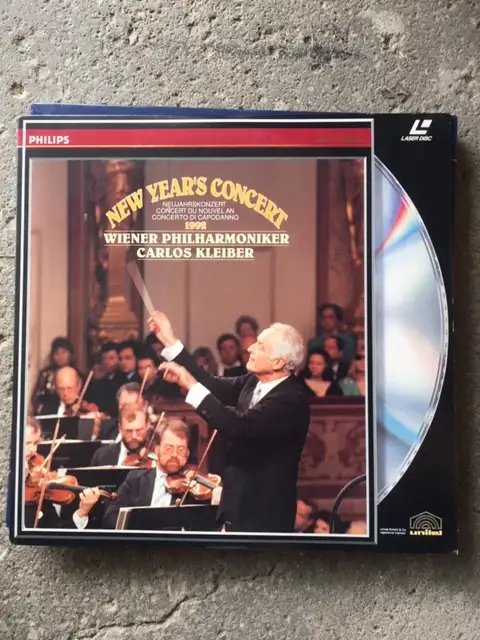 PHILIPS
LASER DISC
NEW YEAR'S CONCERT
NEUJAHRSKONZERT
CONCERT DU NOUVEL AN
CONCERTO DI CAPODANNO
1992
WIENER PHILHARMONIKER
CARLOS KLEIBER
unitel